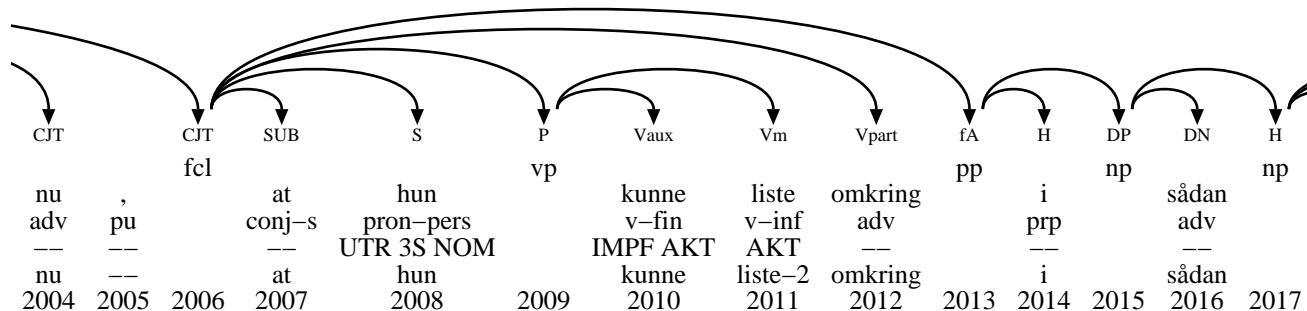 CJT CJT SUB S P Vaux Vm Vpart fA H DP DN H
fcl vp pp np np
nu , at hun kunne liste omkring i sådan
adv pu conj−s pron−pers v−fin v−inf adv prp adv
−− −− −− UTR 3S NOM IMPF AKT AKT −− −− −−
nu −− at hun kunne liste−2 omkring i sådan
2004 2005 2006 2007 2008 2009 2010 2011 2012 2013 2014 2015 2016 2017